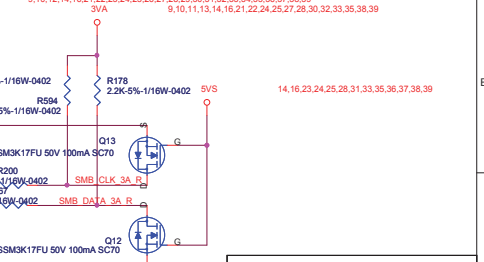 3VA
9,10,11,13,14,16,21,22,24,25,27,28,30,32,33,35,38,39
-1/16W-0402
R178
2.2K-5%-1/16W-0402
R594
5%-1/16W-0402
5VS
14,16,23,24,25,28,31,33,35,36,37,38,39
S
Q13
G
SM3K17FU 50V 100mA SC70
R200
-1/16W-0402
SMB_CLK_3A_R
D
67
16W-0402
SMB_DATA_3A_R
D
Q12
G
SSM3K17FU 50V 100mA SC70